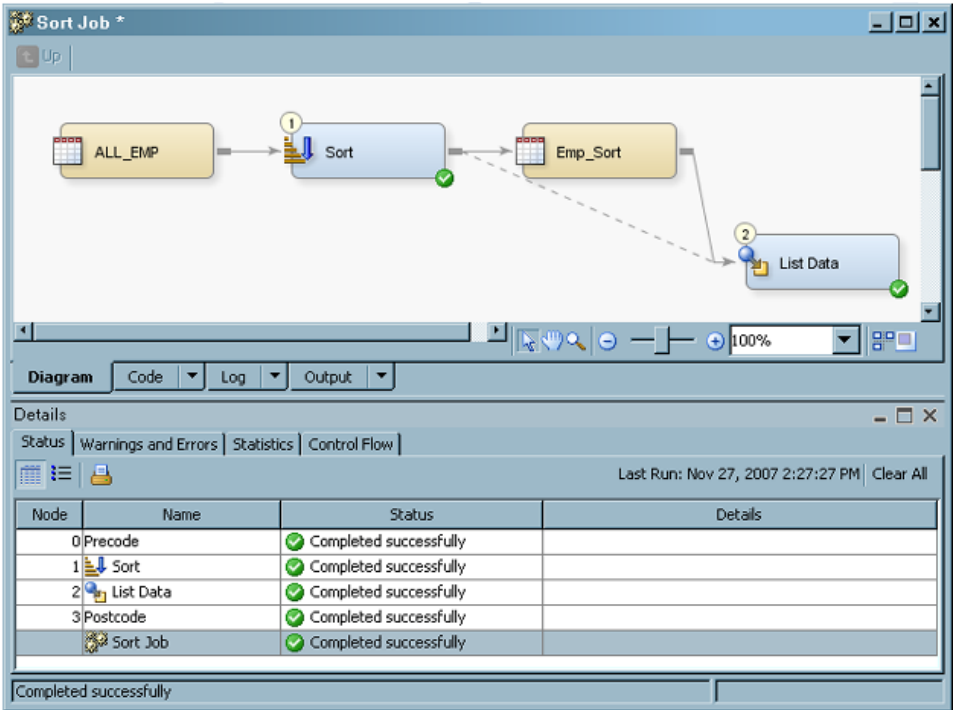 Sort Job *
Up
1
ALL_EMP
Sort
Emp_Sort
2
List Data
100%
Diagram
Code
Log
Output
Details
Status
Warnings and Errors
Statistics
Control Flow
Last Run: Nov 27, 2007 2:27:27 PM
Clear All
Node Name Status Details
0 Precode Completed successfully
1 Sort Completed successfully
2 List Data Completed successfully
3 Postcode Completed successfully
Sort Job Completed successfully
Completed successfully